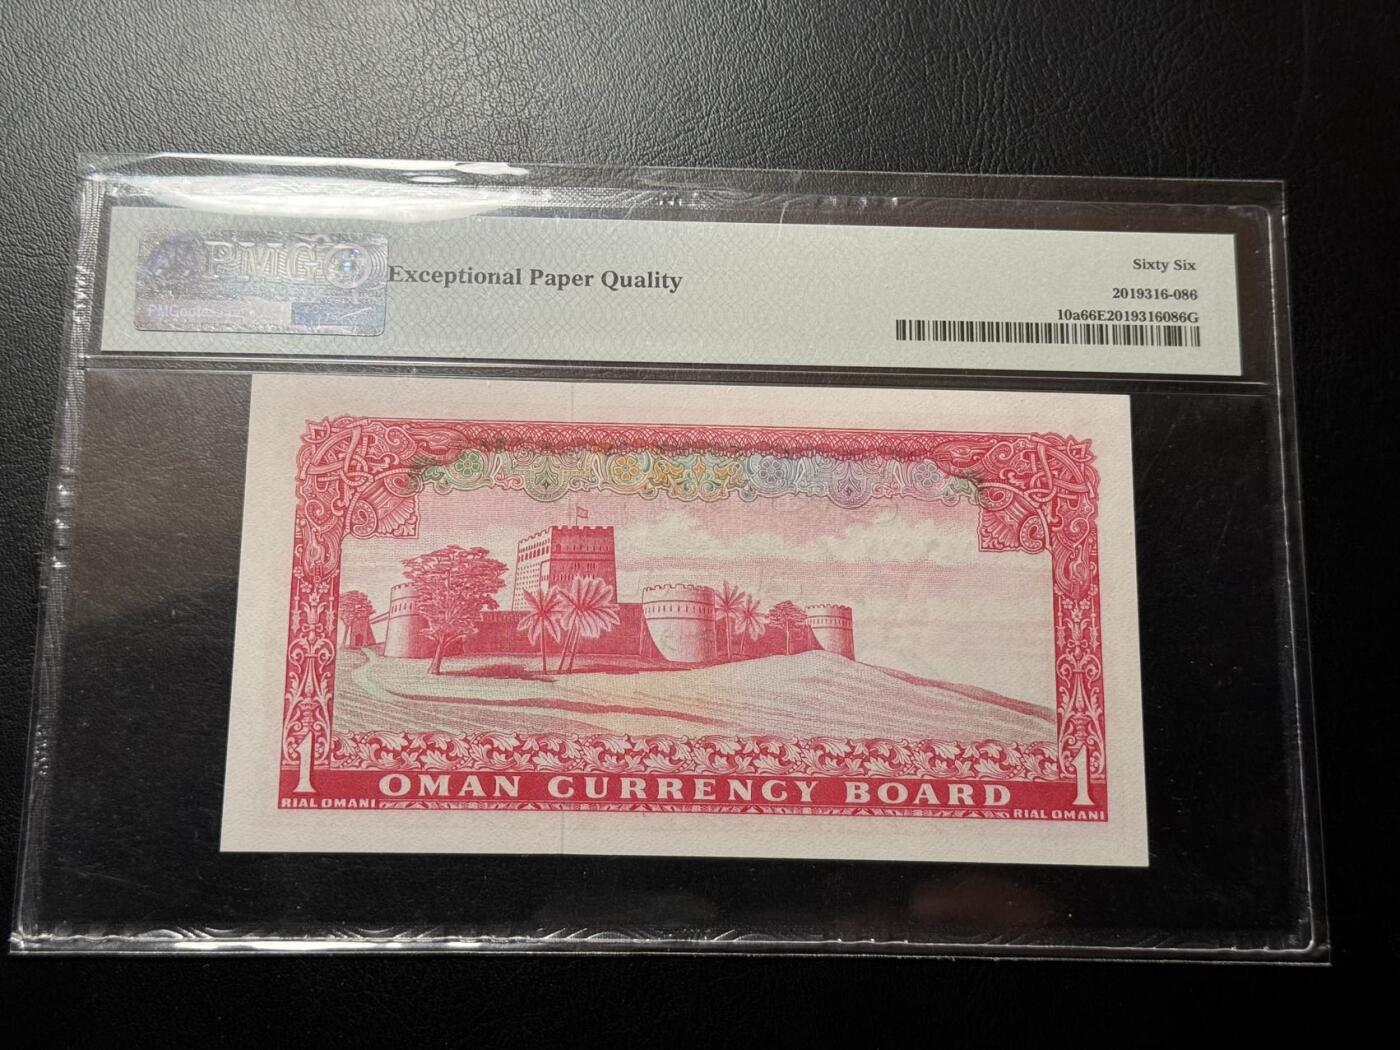 PMG
Exceptional Paper Quality
Sixty Six
2019316-086
10a66E2019316086G
1 OMAN CURRENCY BOARD 1
RIAL OMANI RIAL OMANI